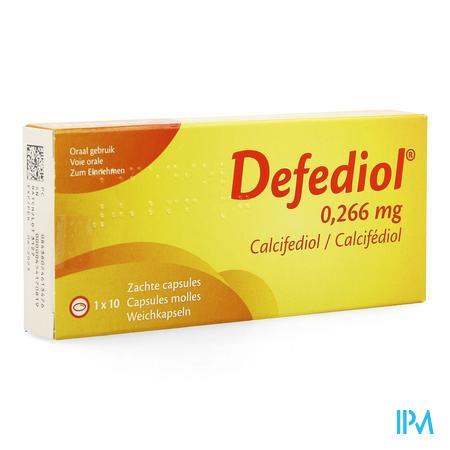 Oraal gebruik
Voie orale
Zum Einnehmen
Defediol®
0,266 mg
Calcifediol / Calcifédiol
Zachte capsules
1 x 10 Capsules molles
Weichkapseln
IPM